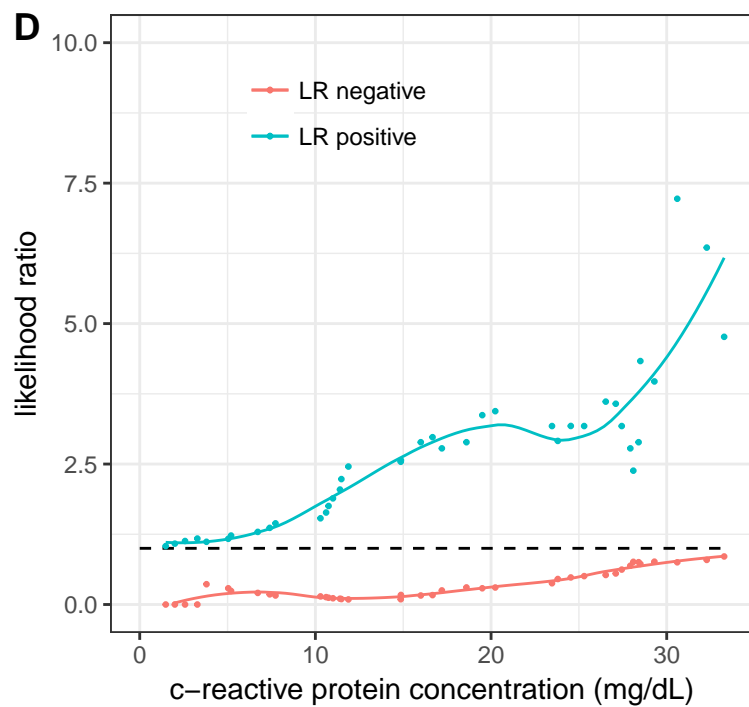 D
10.0
7.5
5.0
2.5
0.0
likelihood ratio
LR negative
LR positive
0
10
20
30
c−reactive protein concentration (mg/dL)